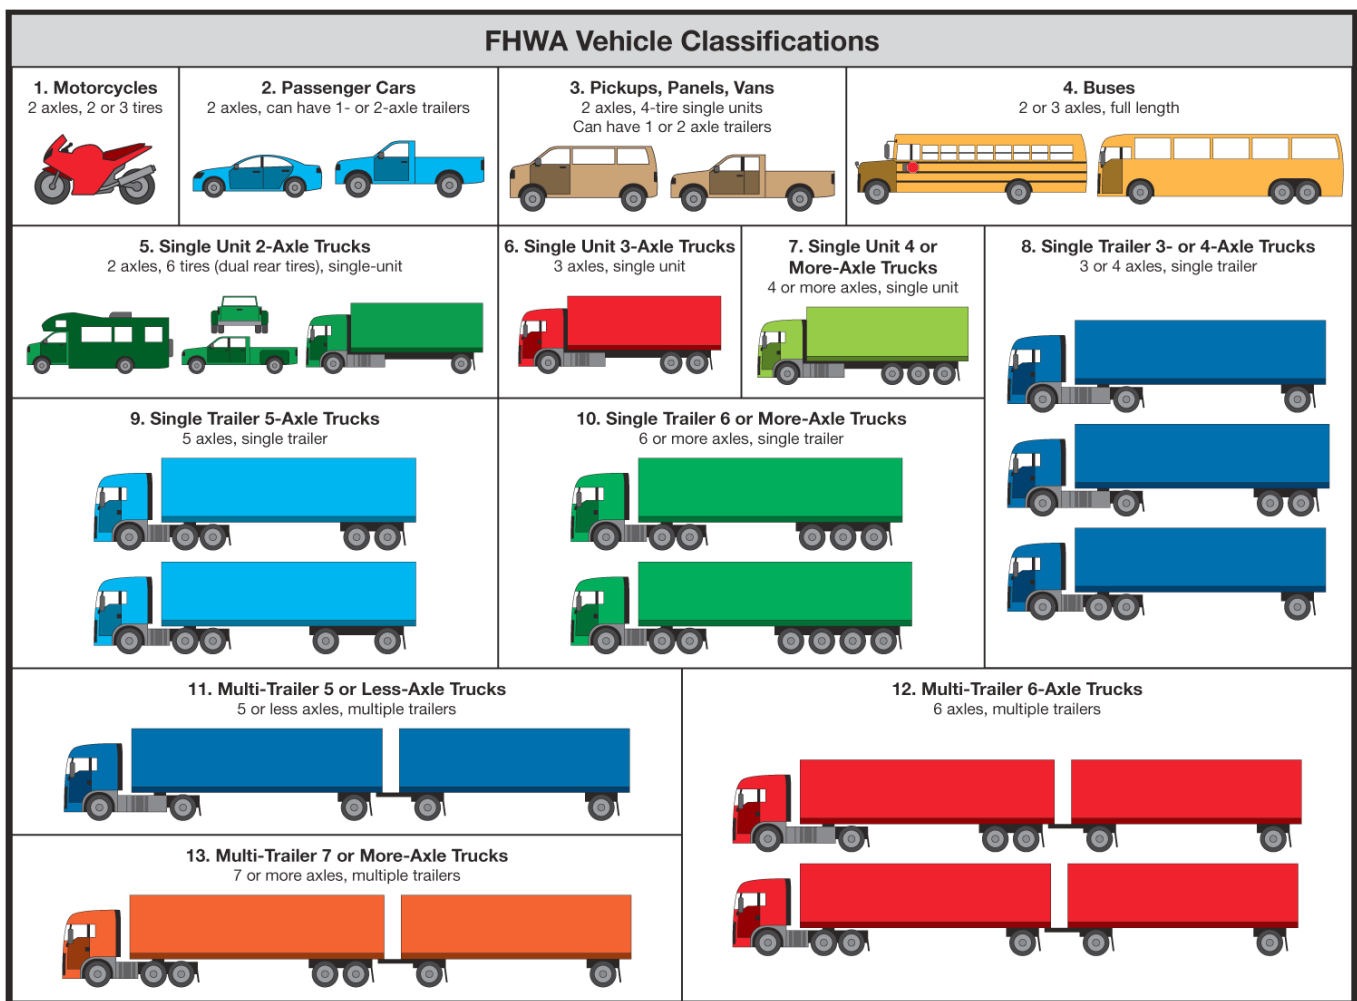 FHWA Vehicle Classifications
1. Motorcycles
2 axles, 2 or 3 tires
2. Passenger Cars
2 axles, can have 1- or 2-axle trailers
3. Pickups, Panels, Vans
2 axles, 4-tire single units
Can have 1 or 2 axle trailers
4. Buses
2 or 3 axles, full length
5. Single Unit 2-Axle Trucks
2 axles, 6 tires (dual rear tires), single-unit
6. Single Unit 3-Axle Trucks
3 axles, single unit
7. Single Unit 4 or
More-Axle Trucks
4 or more axles, single unit
8. Single Trailer 3- or 4-Axle Trucks
3 or 4 axles, single trailer
9. Single Trailer 5-Axle Trucks
5 axles, single trailer
10. Single Trailer 6 or More-Axle Trucks
6 or more axles, single trailer
11. Multi-Trailer 5 or Less-Axle Trucks
5 or less axles, multiple trailers
12. Multi-Trailer 6-Axle Trucks
6 axles, multiple trailers
13. Multi-Trailer 7 or More-Axle Trucks
7 or more axles, multiple trailers